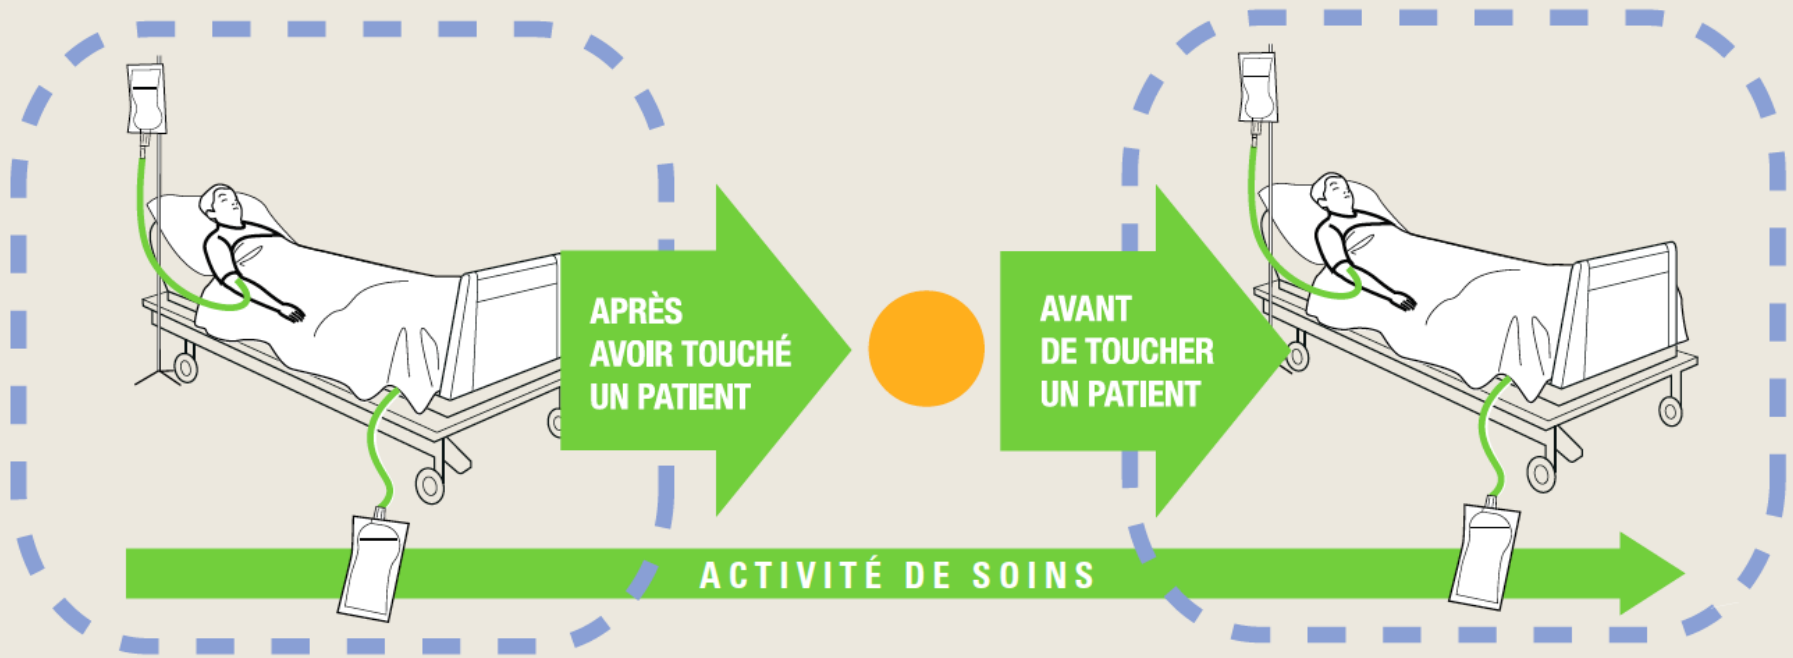 APRÈS
AVOIR TOUCHÉ
UN PATIENT
AVANT
DE TOUCHER
UN PATIENT
ACTIVITÉ DE SOINS